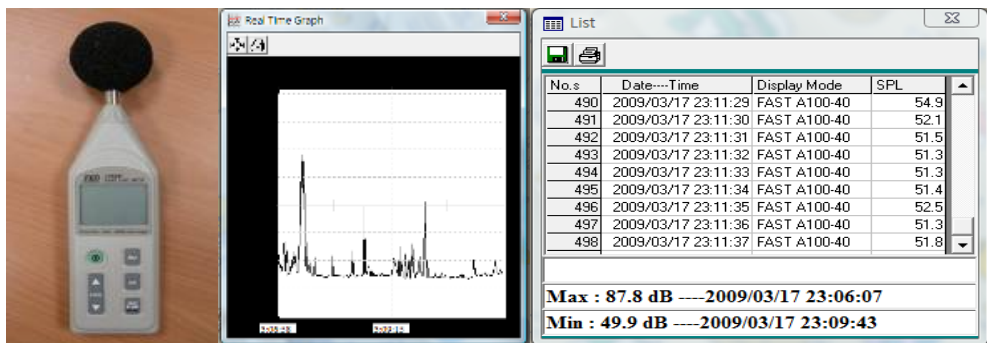 Real Time Graph
List
No.s Date----Time Display Mode SPL
490 2009/03/17 23:11:29 FAST A100-40 54.9
491 2009/03/17 23:11:30 FAST A100-40 52.1
492 2009/03/17 23:11:31 FAST A100-40 51.5
493 2009/03/17 23:11:32 FAST A100-40 51.3
494 2009/03/17 23:11:33 FAST A100-40 51.3
495 2009/03/17 23:11:34 FAST A100-40 51.4
496 2009/03/17 23:11:35 FAST A100-40 52.5
497 2009/03/17 23:11:36 FAST A100-40 51.3
498 2009/03/17 23:11:37 FAST A100-40 51.8
Max : 87.8 dB ----2009/03/17 23:06:07
Min : 49.9 dB ----2009/03/17 23:09:43